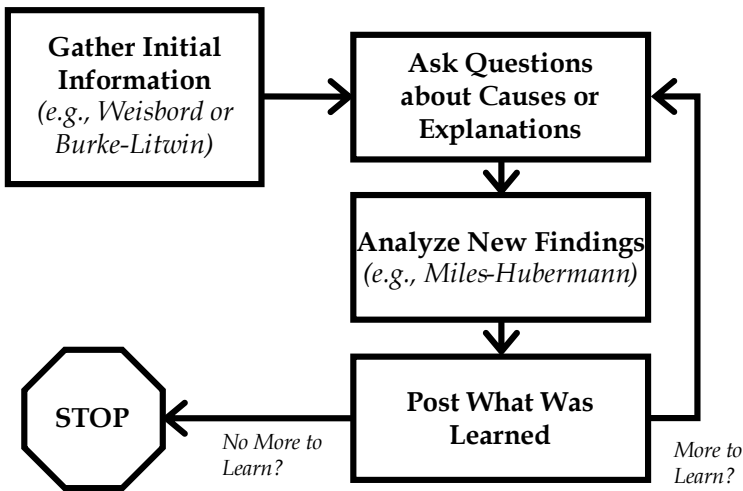 Gather Initial
Information
(e.g., Weisbord or
Burke-Litwin)
Ask Questions
about Causes or
Explanations
Analyze New Findings
(e.g., Miles-Hubermann)
Post What Was
Learned
STOP
No More to
Learn?
More to
Learn?